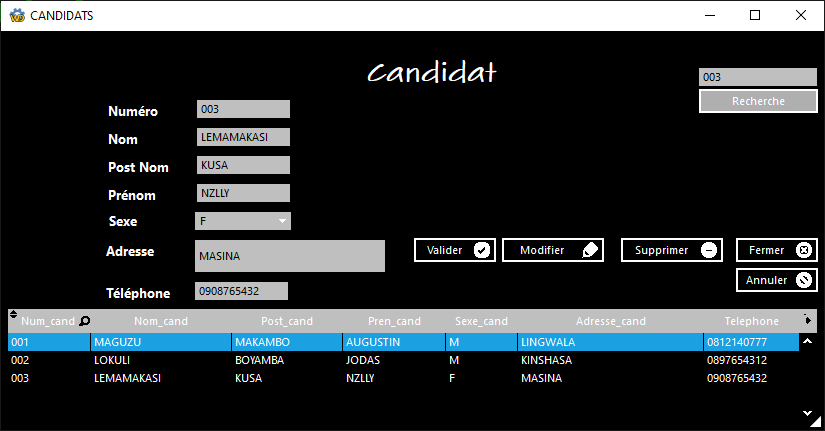 CANDIDATS
Candidat
003
Recherche
Numéro 003
Nom LEMAMAKASI
Post Nom KUSA
Prénom NZLLY
Sexe F
Adresse MASINA
Valider Modifier Supprimer Fermer
Annuler
Téléphone 0908765432
Num_cand Nom_cand Post_cand Pren_cand Sexe_cand Adresse_cand Telephone
001 MAGUZU MAKAMBO AUGUSTIN M LINGWALA 0812140777
002 LOKULI BOYAMBA JODAS M KINSHASA 0897654312
003 LEMAMAKASI KUSA NZLLY F MASINA 0908765432